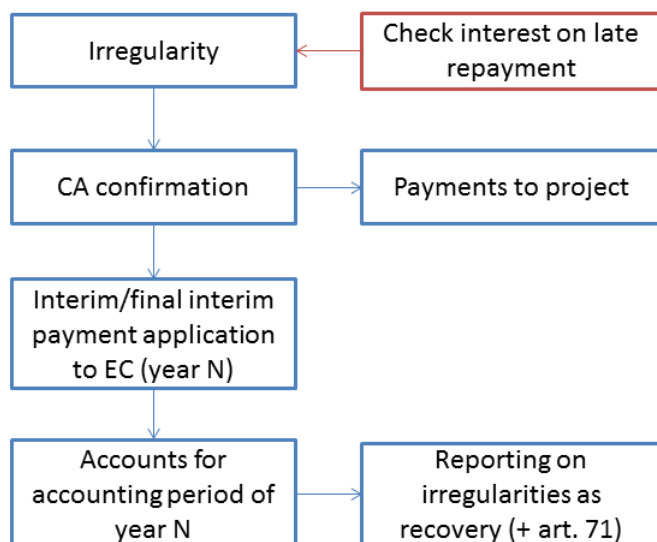 Irregularity
Check interest on late
repayment
CA confirmation
Payments to project
Interim/final interim
payment application
to EC (year N)
Accounts for
accounting period of
year N
Reporting on
irregularities as
recovery (+ art. 71)